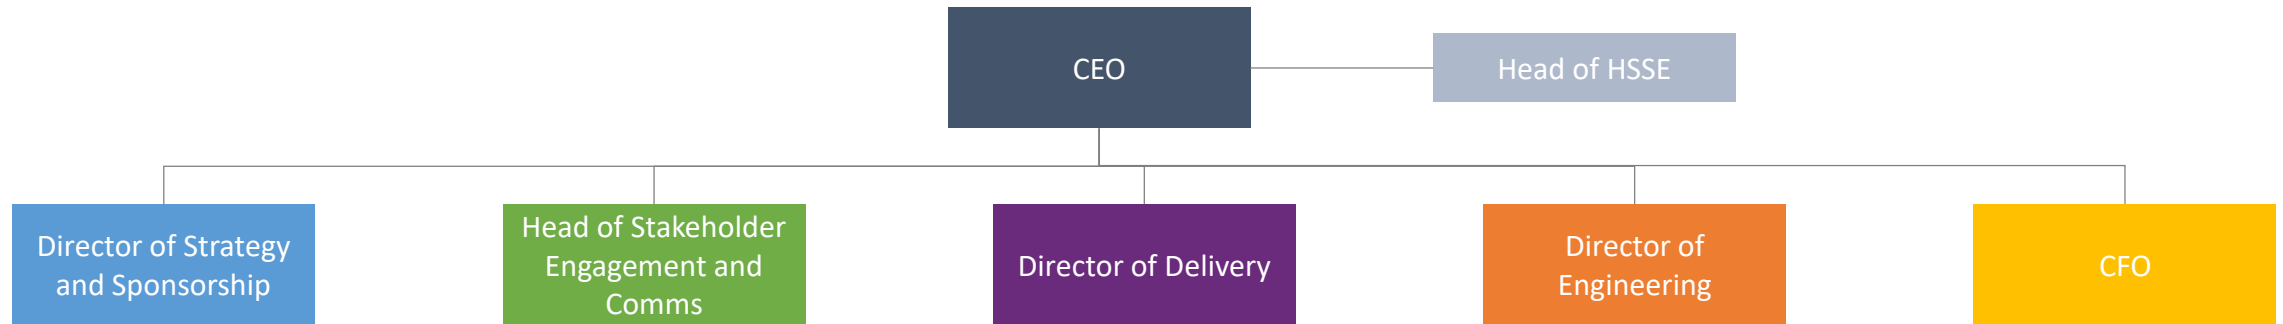 CEO
Head of HSSE
Director of Strategy
and Sponsorship
Head of Stakeholder
Engagement and
Comms
Director of Delivery
Director of
Engineering
CFO